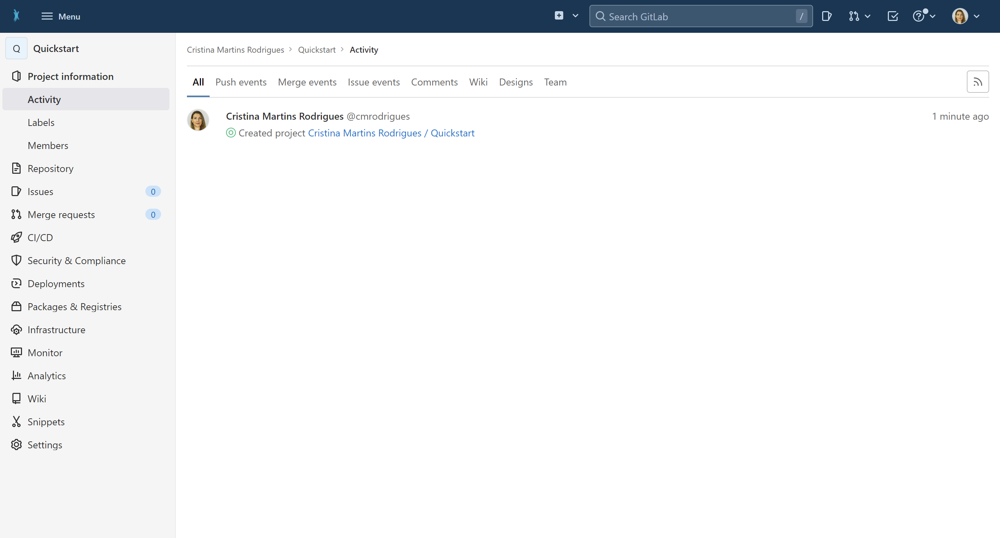 Menu
Search GitLab
/
Q
Quickstart
Project information
Activity
Labels
Members
Repository
Issues
0
Merge requests
0
CI/CD
Security & Compliance
Deployments
Packages & Registries
Infrastructure
Monitor
Analytics
Wiki
Snippets
Settings
Cristina Martins Rodrigues > Quickstart > Activity
All Push events Merge events Issue events Comments Wiki Designs Team
Cristina Martins Rodrigues @cmrodrigues
1 minute ago
Created project Cristina Martins Rodrigues / Quickstart